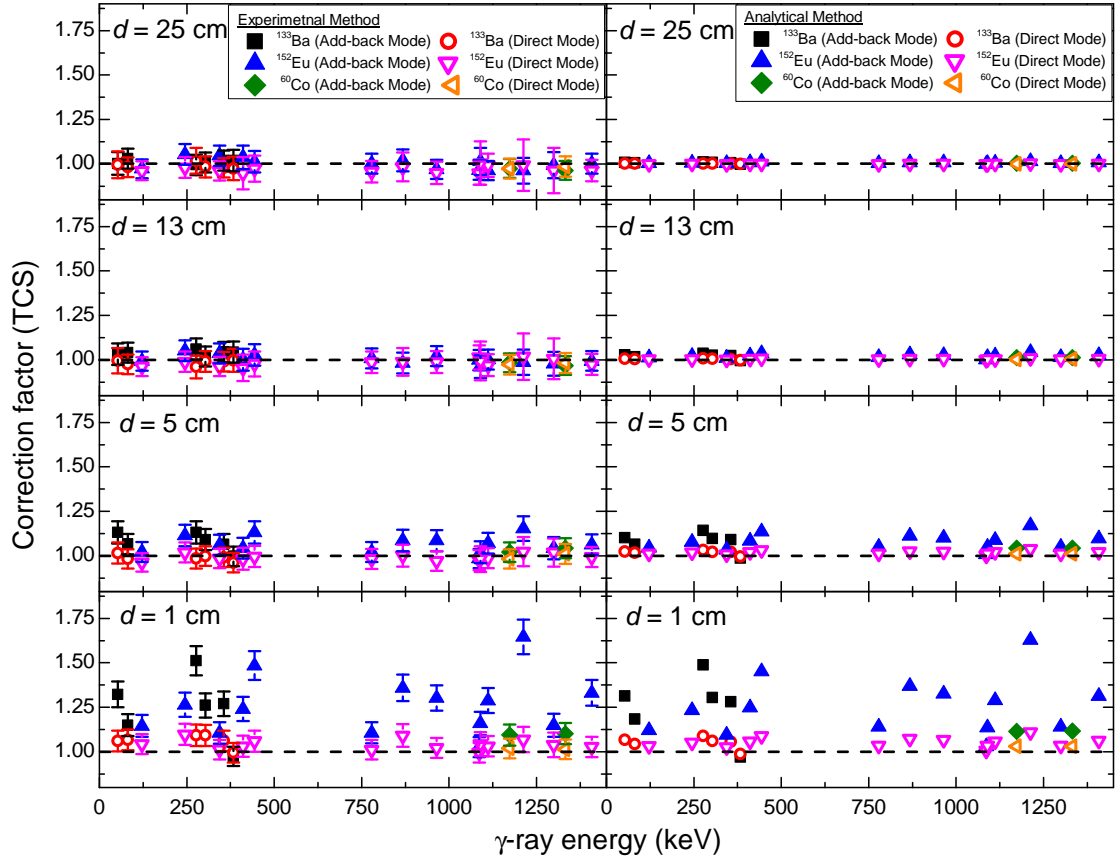 Experimetnal Method
¹³³Ba (Add-back Mode) ¹³³Ba (Direct Mode)
¹⁵²Eu (Add-back Mode) ¹⁵²Eu (Direct Mode)
⁶⁰Co (Add-back Mode) ⁶⁰Co (Direct Mode)
Analytical Method
¹³³Ba (Add-back Mode) ¹³³Ba (Direct Mode)
¹⁵²Eu (Add-back Mode) ¹⁵²Eu (Direct Mode)
⁶⁰Co (Add-back Mode) ⁶⁰Co (Direct Mode)
d = 25 cm
d = 25 cm
1.75
1.50
1.25
1.00
d = 13 cm
d = 13 cm
1.75
1.50
1.25
1.00
d = 5 cm
d = 5 cm
1.75
1.50
1.25
1.00
d = 1 cm
d = 1 cm
1.75
1.50
1.25
1.00
Correction factor (TCS)
0 250 500 750 1000 1250
0 250 500 750 1000 1250
γ-ray energy (keV)